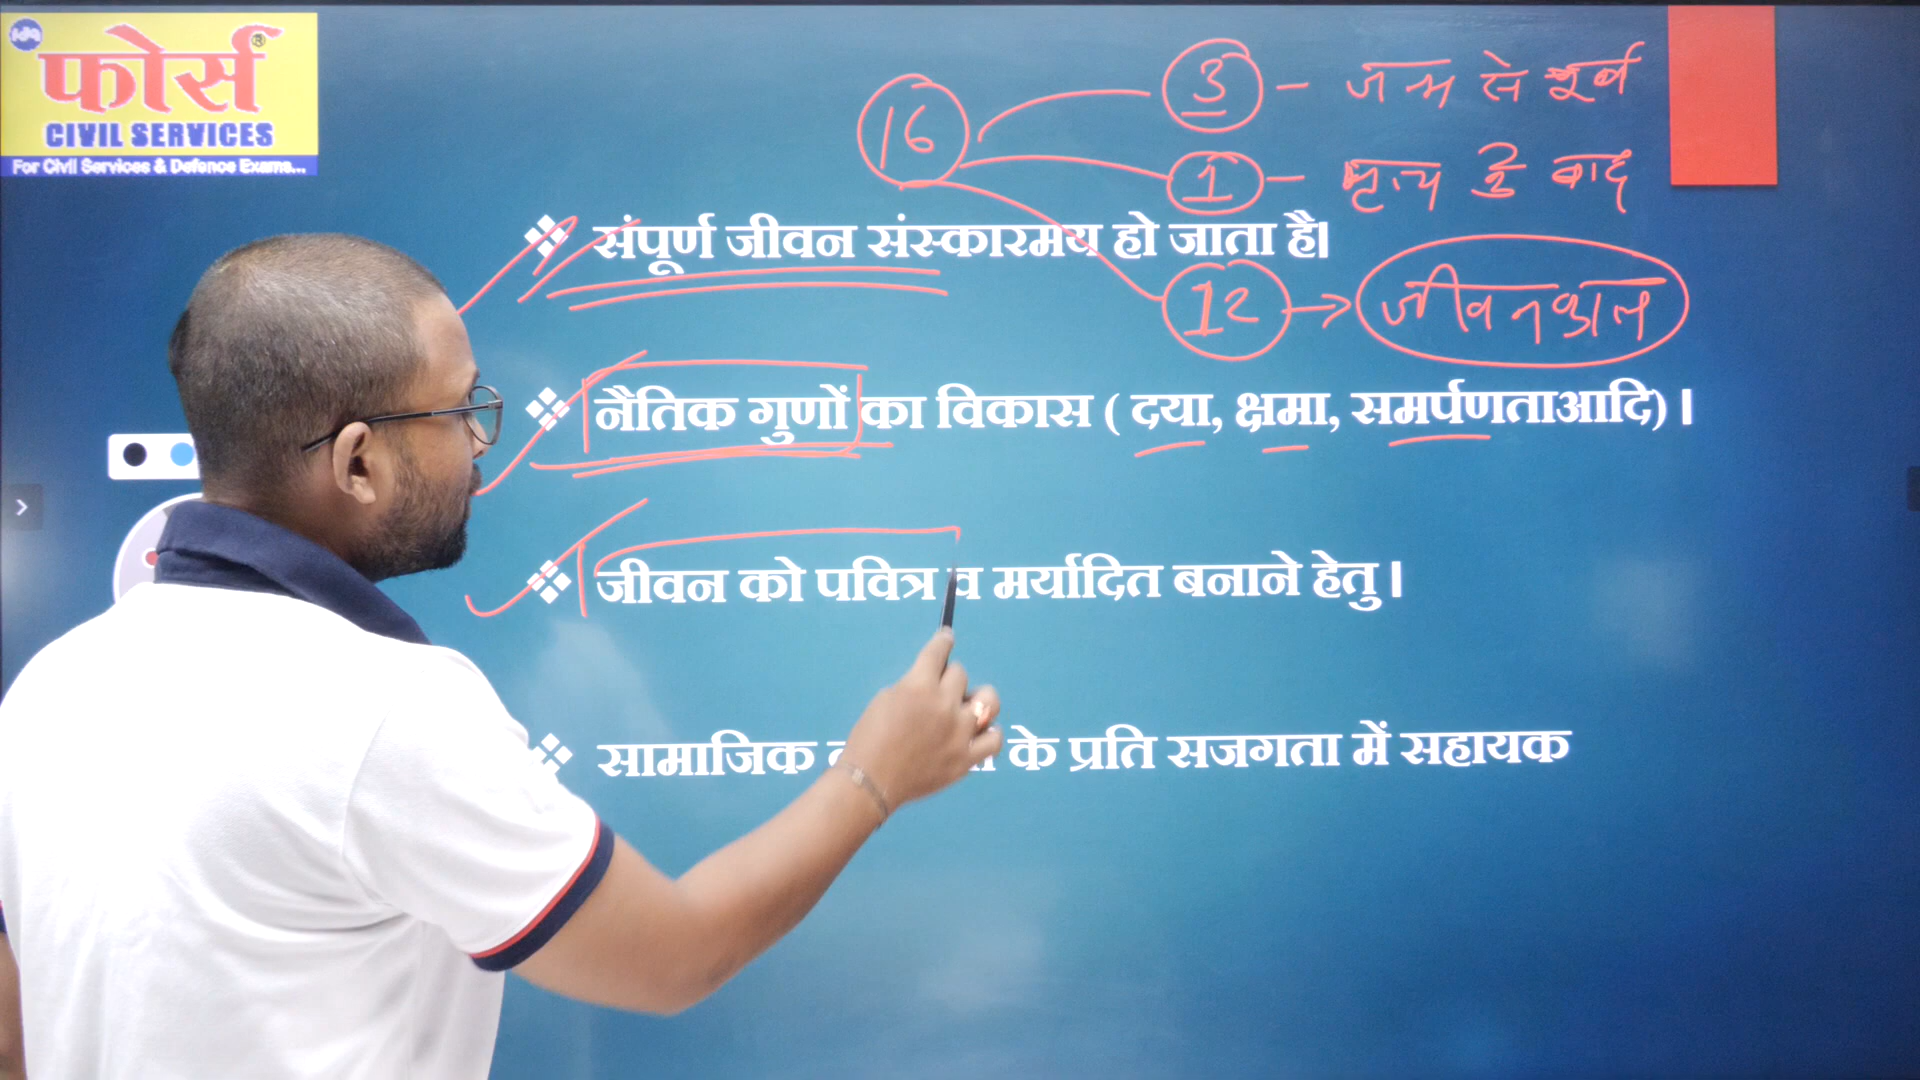 फोर्स®
CIVIL SERVICES
For Civil Services & Defence Exams...
16
3 - जन्म से पूर्व
1 - मृत्यु के बाद
12 → जीवनकाल
संपूर्ण जीवन संस्कारमय हो जाता है।
नैतिक गुणों का विकास ( दया, क्षमा, समर्पणताआदि) ।
जीवन को पवित्र व मर्यादित बनाने हेतु ।
सामाजिक के प्रति सजगता में सहायक